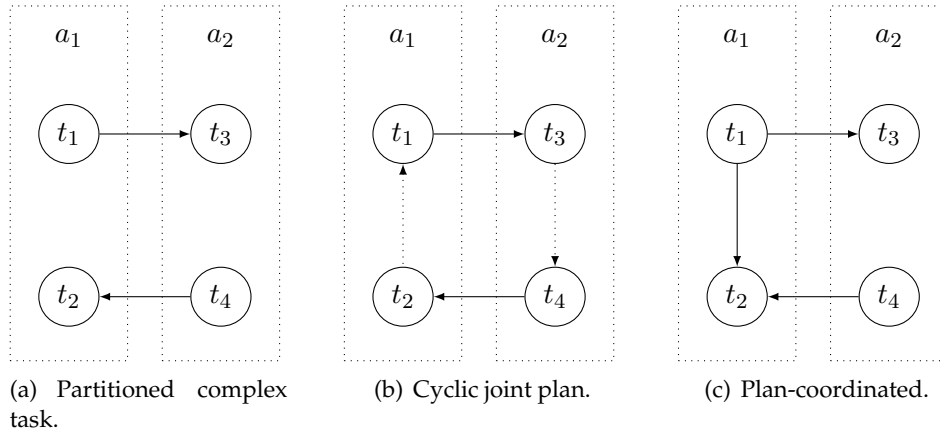 a1 a2 a1 a2 a1 a2
t1 t3 t1 t3 t1 t3
t2 t4 t2 t4 t2 t4
(a) Partitioned complex
task.
(b) Cyclic joint plan.
(c) Plan-coordinated.